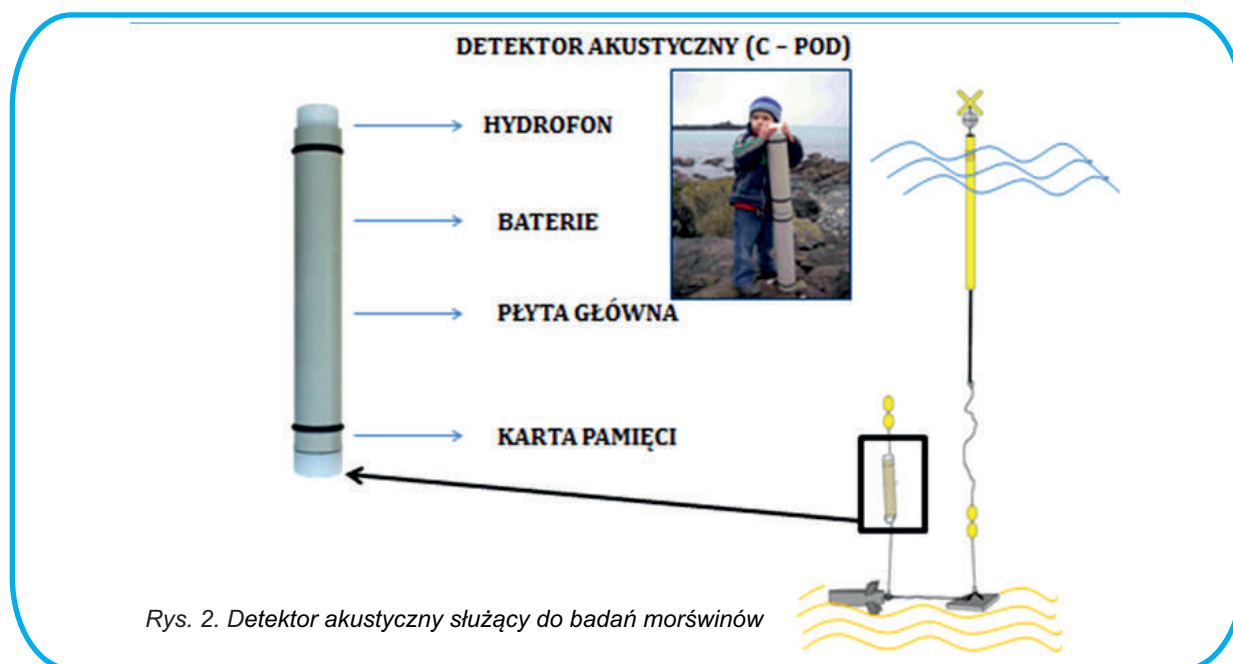 DETEKTOR AKUSTYCZNY (C – POD)
HYDROFON
BATERIE
PŁYTA GŁÓWNA
KARTA PAMIĘCI
Rys. 2. Detektor akustyczny służący do badań morświnów